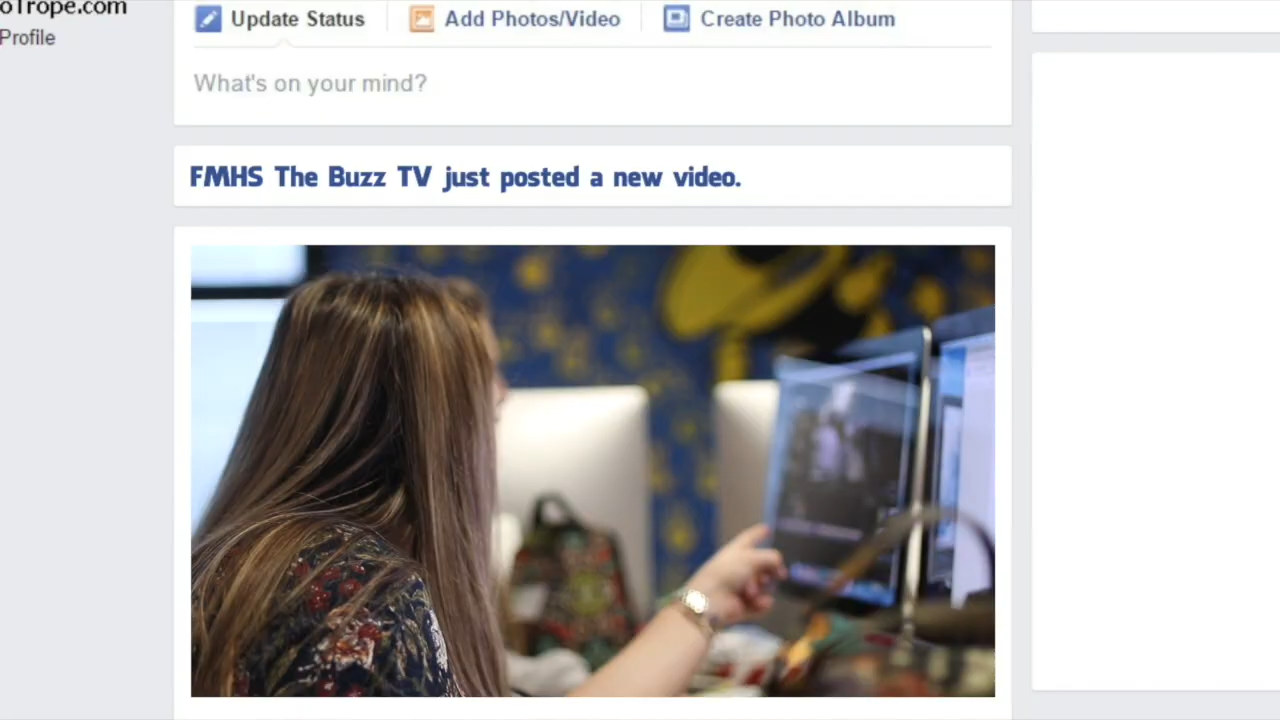 oTrope.com
Profile
Update Status Add Photos/Video Create Photo Album
What's on your mind?
FMHS The Buzz TV just posted a new video.